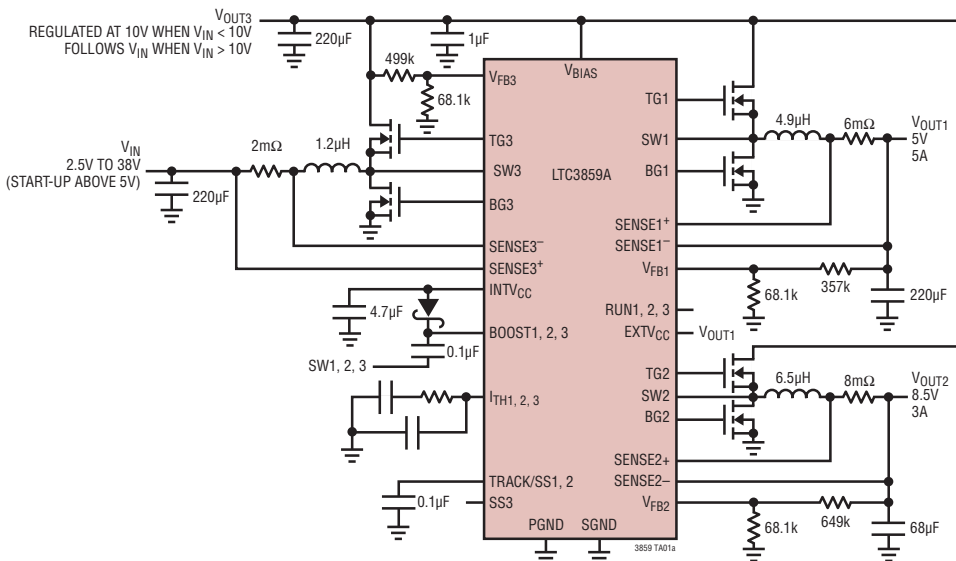 VOUT3
REGULATED AT 10V WHEN VIN < 10V
FOLLOWS VIN WHEN VIN > 10V
220µF
1µF
499k
68.1k
VFB3
VBIAS
TG1
4.9µH
6mΩ
VOUT1
5V
5A
VIN
2.5V TO 38V
(START-UP ABOVE 5V)
2mΩ
1.2µH
220µF
TG3
SW3
BG3
LTC3859A
SW1
BG1
SENSE3–
SENSE3+
SENSE1+
SENSE1–
INTVCC
4.7µF
VFB1
68.1k
357k
220µF
BOOST1, 2, 3
0.1µF
SW1, 2, 3
RUN1, 2, 3
EXTVCC
VOUT1
TG2
6.5µH
8mΩ
VOUT2
8.5V
3A
ITH1, 2, 3
SW2
BG2
SENSE2+
SENSE2–
TRACK/SS1, 2
0.1µF
SS3
VFB2
68.1k
649k
68µF
PGND
SGND
3859 TA01a